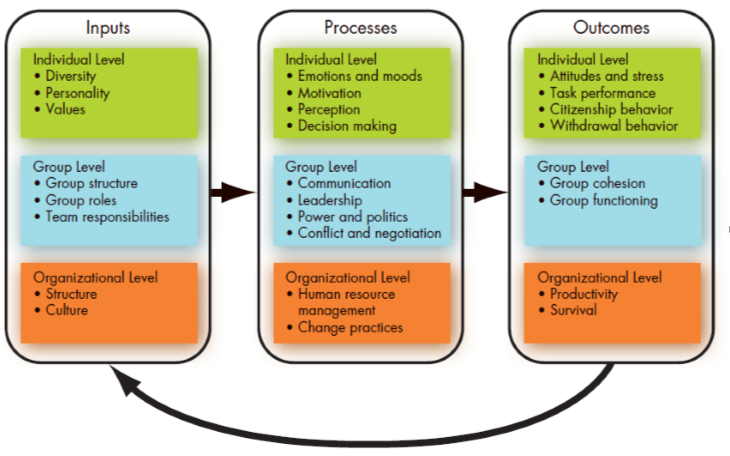 Inputs
Individual Level
• Diversity
• Personality
• Values
Group Level
• Group structure
• Group roles
• Team responsibilities
Organizational Level
• Structure
• Culture
Processes
Individual Level
• Emotions and moods
• Motivation
• Perception
• Decision making
Group Level
• Communication
• Leadership
• Power and politics
• Conflict and negotiation
Organizational Level
• Human resource
management
• Change practices
Outcomes
Individual Level
• Attitudes and stress
• Task performance
• Citizenship behavior
• Withdrawal behavior
Group Level
• Group cohesion
• Group functioning
Organizational Level
• Productivity
• Survival